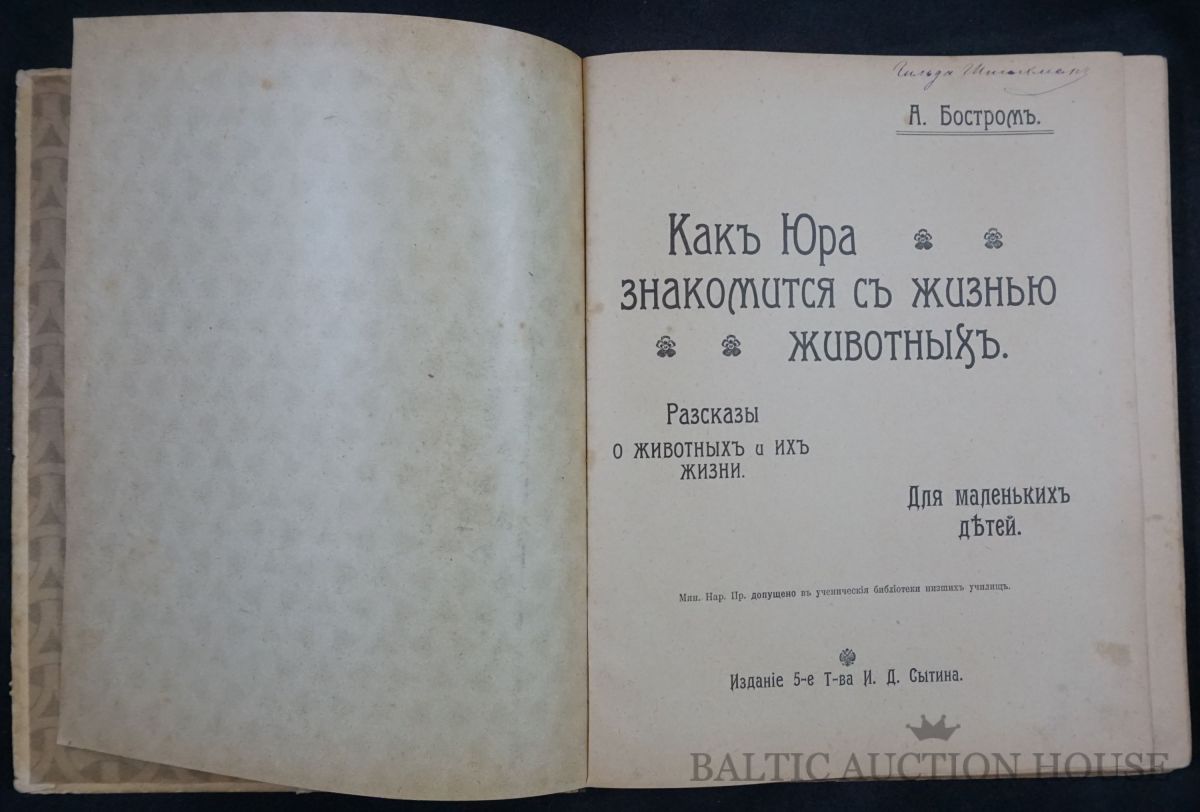 Гильда
А. Бостромъ.
Какъ Юра
знакомится съ жизнью
животныхъ.
Разсказы
о животныхъ и ихъ
жизни.
Для маленькихъ
дѣтей.
Мин. Нар. Пр. допущено въ ученическія библіотеки низшихъ училищъ.
Изданіе 5-е Т-ва И. Д. Сытина.
BALTIC AUCTION HOUSE